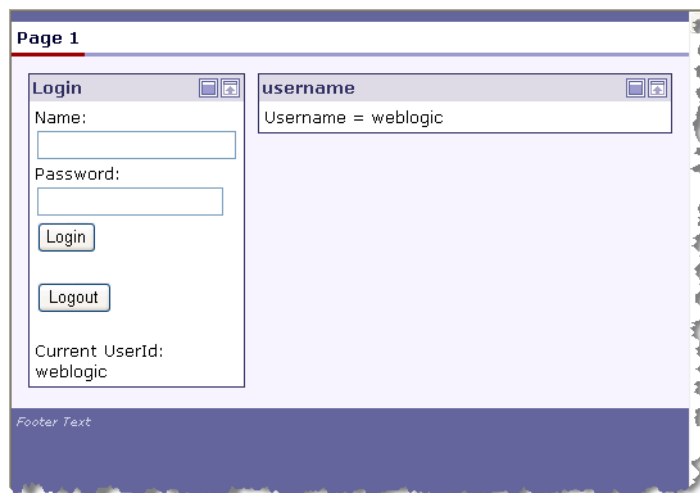 Page 1
Login
Name:
Password:
Login
Logout
Current UserId:
weblogic
username
Username = weblogic
Footer Text